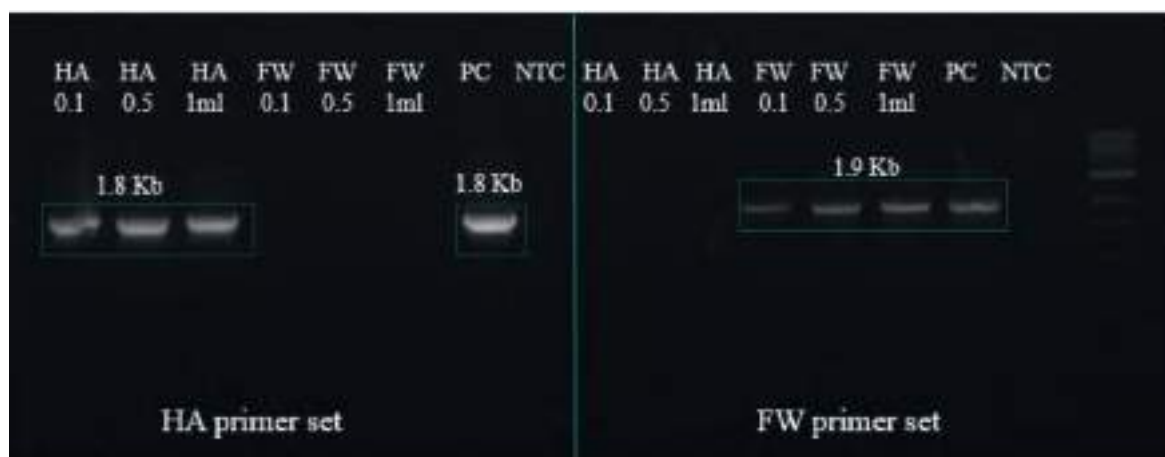 HA HA HA FW FW FW PC NTC HA HA HA FW FW FW PC NTC
0.1 0.5 1ml 0.1 0.5 1ml 0.1 0.5 1ml 0.1 0.5 1ml
1.8 Kb 1.8 Kb 1.9 Kb
HA primer set FW primer set